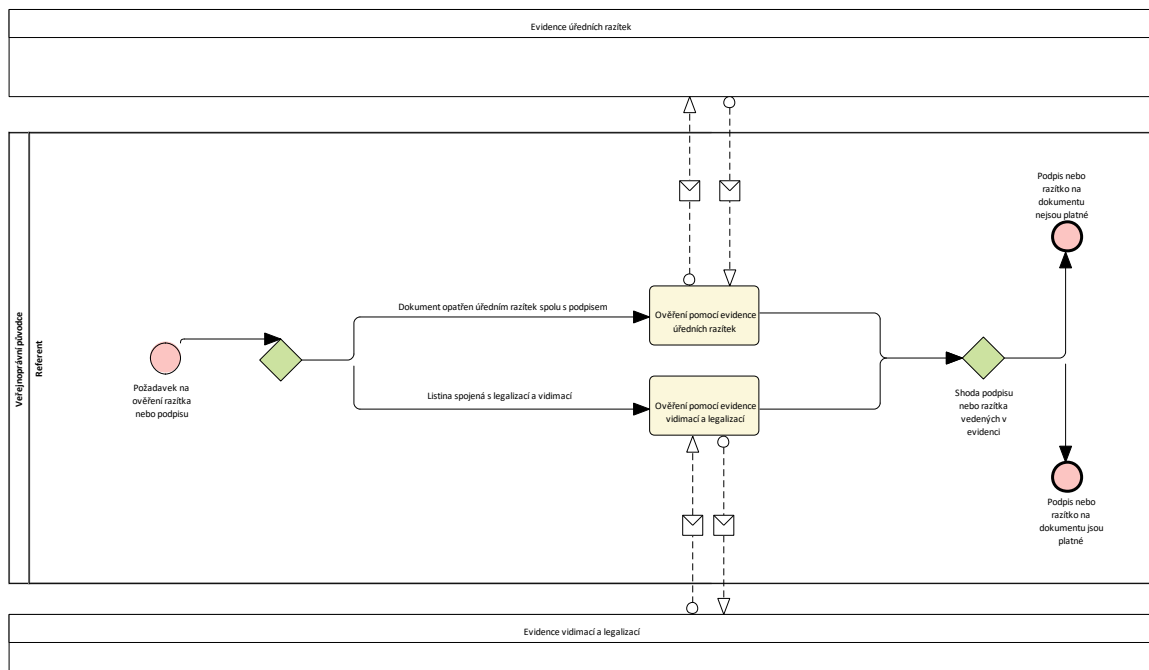 Evidence úředních razítek
Veřejnoprávní původce
Referent
Podpis nebo
razítko na
dokumentu
nejsou platné
Dokument opatřen úředním razítek spolu s podpisem
Ověření pomocí evidence
úředních razítek
Požadavek na
ověření razítka
nebo podpisu
Listina spojená s legalizací a vidimací
Ověření pomocí evidence
vidimací a legalizací
Shoda podpisu
nebo razítka
vedených v
evidenci
Podpis nebo
razítko na
dokumentu jsou
platné
Evidence vidimací a legalizací